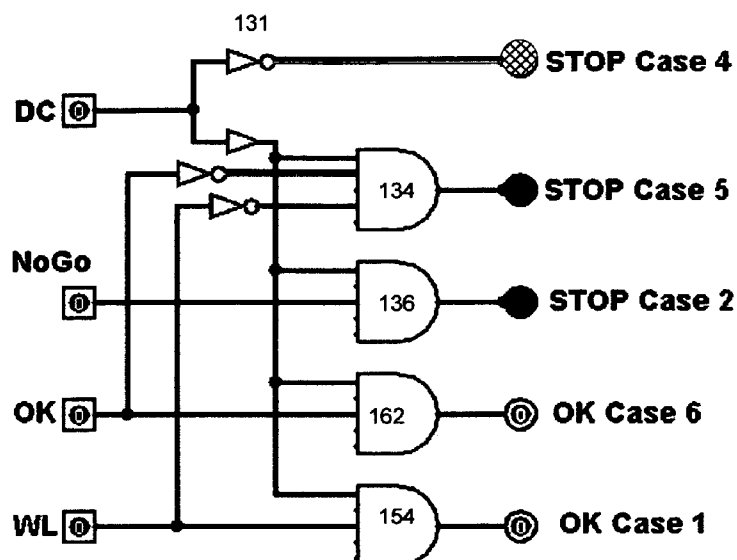 131
STOP Case 4
DC
134
STOP Case 5
NoGo
136
STOP Case 2
OK
162
OK Case 6
WL
154
OK Case 1